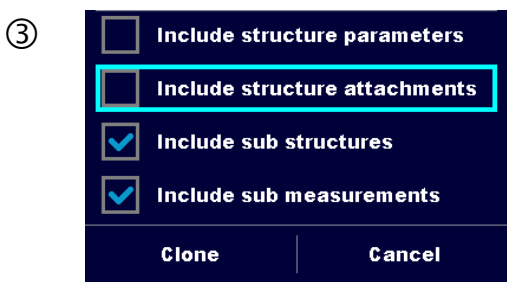 ③
Include structure parameters
Include structure attachments
Include sub structures
Include sub measurements
Clone Cancel